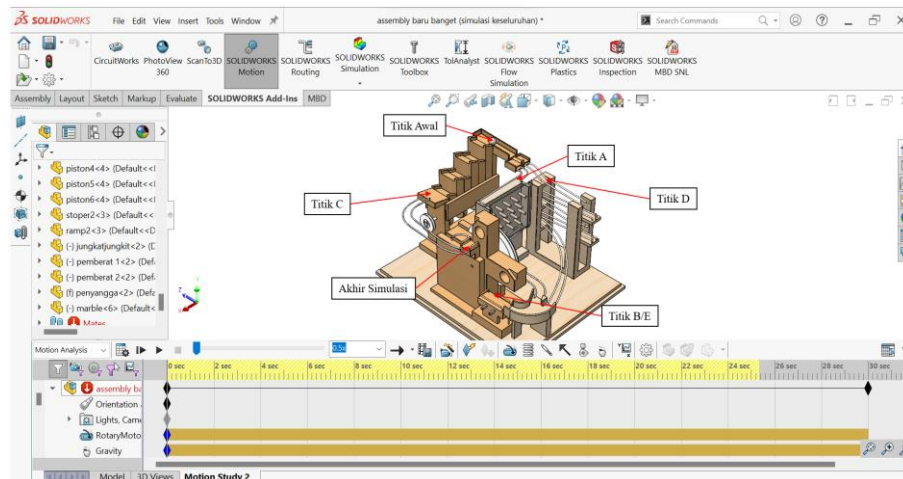 SOLIDWORKS File Edit View Insert Tools Window assembly baru banget (simulasi keseluruhan) * Search Commands
CircuitWorks PhotoView 360 ScanTo3D SOLIDWORKS Motion SOLIDWORKS Routing SOLIDWORKS Simulation SOLIDWORKS Toolbox TolAnalyst SOLIDWORKS Flow Simulation SOLIDWORKS Plastics SOLIDWORKS Inspection SOLIDWORKS MBD SNL
Assembly Layout Sketch Markup Evaluate SOLIDWORKS Add-Ins MBD
piston4<4> (Default<<
piston5<4> (Default<<
piston6<4> (Default<<
stoper2<3> (Default<<
ramp2<3> (Default<<D
(-) jungkatjungkit<2> (D
(-) pemberat 1<2> (Def
(-) pemberat 2<2> (Def
(f) penyangga<2> (Defa
(-) marble<6> (Default<
Mates
Titik Awal
Titik A
Titik C
Titik D
Akhir Simulasi
Titik B/E
Motion Analysis 0.5x
0 sec 2 sec 4 sec 6 sec 8 sec 10 sec 12 sec 14 sec 16 sec 18 sec 20 sec 22 sec 24 sec 26 sec 28 sec 30 sec
assembly ba
Orientation
Lights, Came
RotaryMoto
Gravity
Model 3D Views Motion Study 2